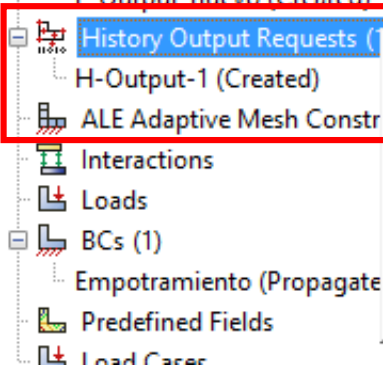 History Output Requests (1
H-Output-1 (Created)
ALE Adaptive Mesh Constr
Interactions
Loads
BCs (1)
Empotramiento (Propagate
Predefined Fields
Load Cases